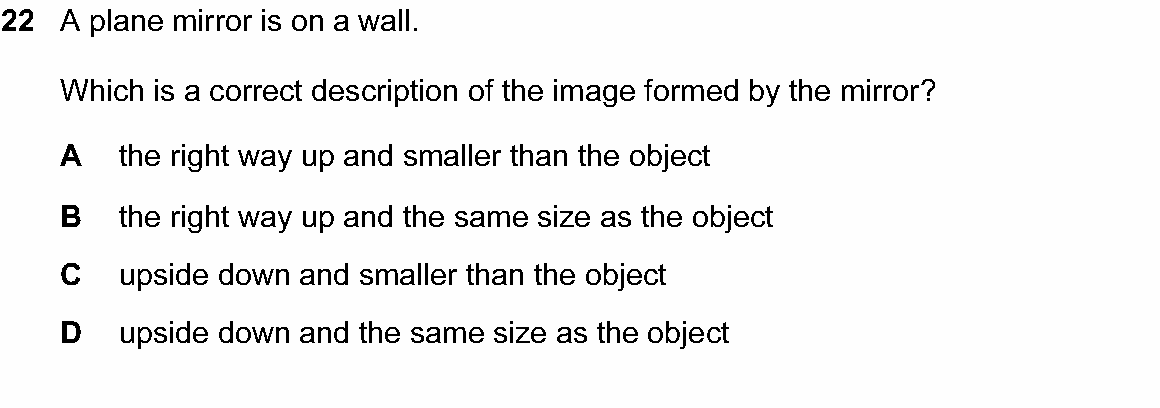 22 A plane mirror is on a wall.
Which is a correct description of the image formed by the mirror?
A the right way up and smaller than the object
B the right way up and the same size as the object
C upside down and smaller than the object
D upside down and the same size as the object